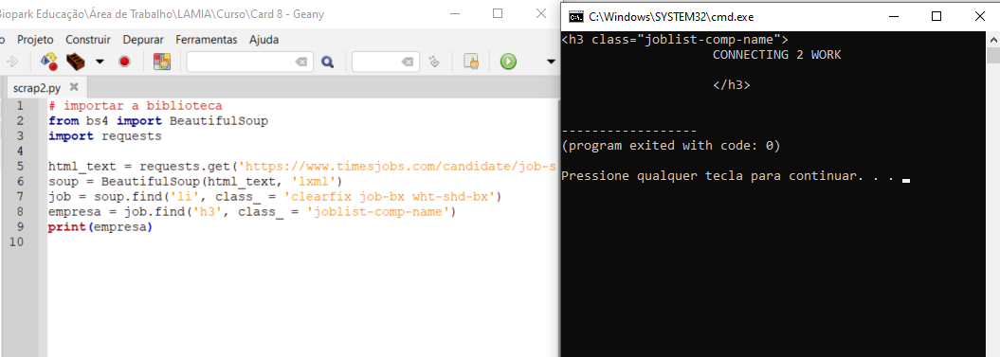 Biopark Educação\Área de Trabalho\LAMIA\Curso\Card 8 - Geany
Projeto Construir Depurar Ferramentas Ajuda
scrap2.py
1 # importar a biblioteca
2 from bs4 import BeautifulSoup
3 import requests
4
5 html_text = requests.get('https://www.timesjobs.com/candidate/job-s
6 soup = BeautifulSoup(html_text, 'lxml')
7 job = soup.find('li', class_ = 'clearfix job-bx wht-shd-bx')
8 empresa = job.find('h3', class_ = 'joblist-comp-name')
9 print(empresa)
10
C:\Windows\SYSTEM32\cmd.exe
<h3 class="joblist-comp-name">
CONNECTING 2 WORK
</h3>
------------------
(program exited with code: 0)
Pressione qualquer tecla para continuar. . .